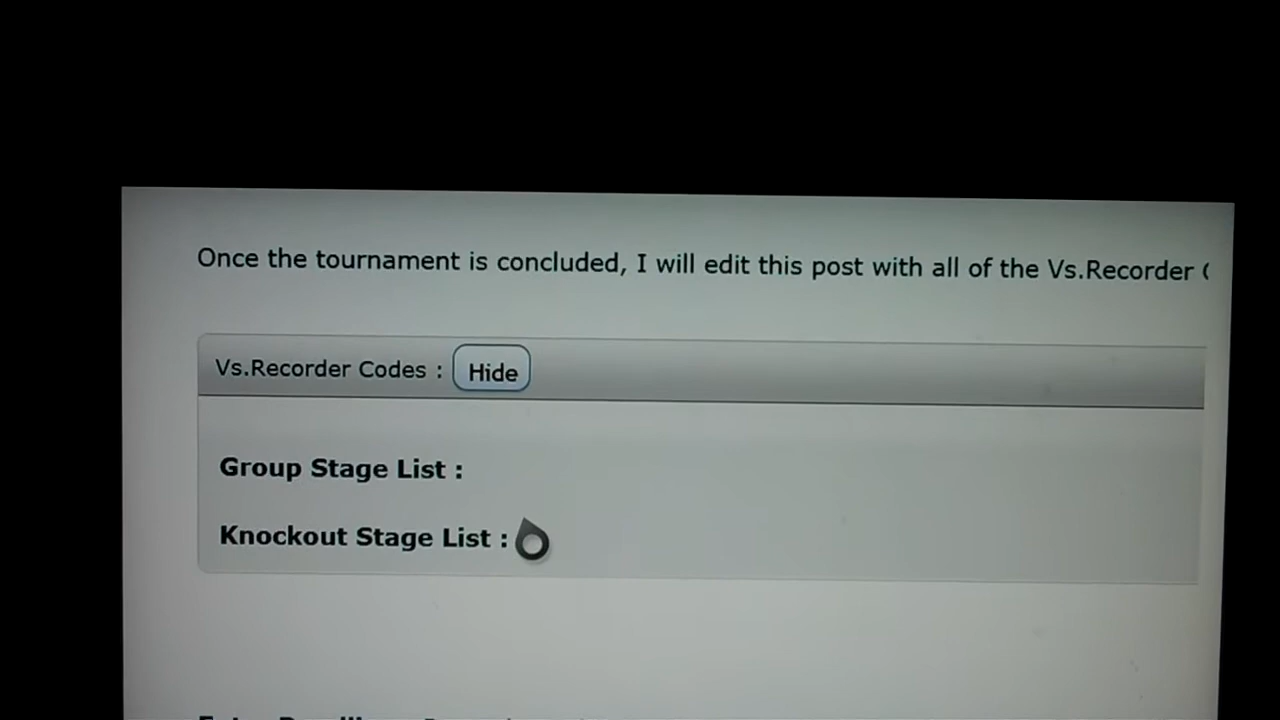 Once the tournament is concluded, I will edit this post with all of the Vs.Recorder
Vs.Recorder Codes : Hide
Group Stage List :
Knockout Stage List :